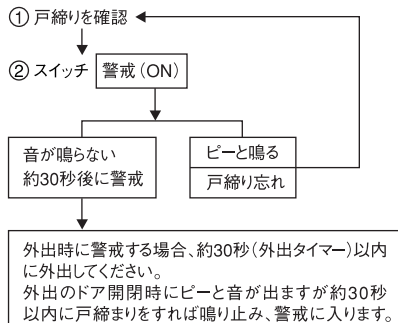 ① 戸締りを確認
② スイッチ 警戒(ON)
音が鳴らない
約30秒後に警戒
ピーと鳴る
戸締り忘れ
外出時に警戒する場合、約30秒(外出タイマー)以内
に外出してください。
外出のドア開閉時にピーと音が出ますが約30秒
以内に戸締まりをすれば鳴り止み、警戒に入ります。